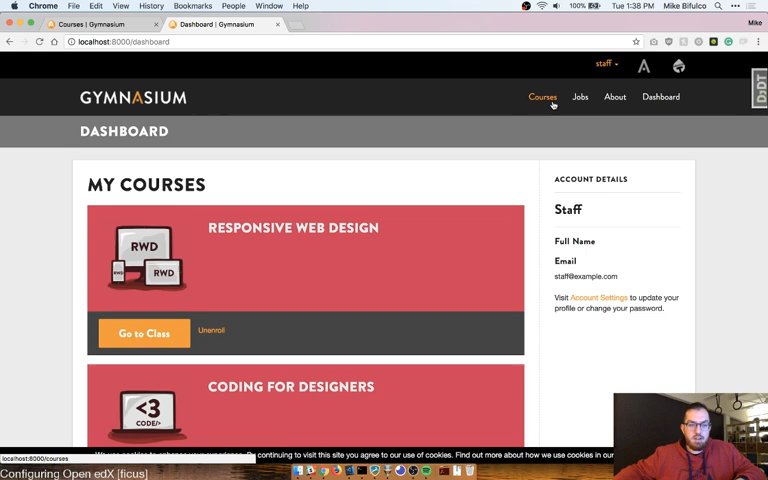 Chrome File Edit View History Bookmarks People Window Help 100% Tue 1:38 PM Mike Bifulco
Courses | Gymnasium Dashboard | Gymnasium Mike
localhost:8000/dashboard
staff
DJDT
GYMNASIUM Courses Jobs About Dashboard
DASHBOARD
MY COURSES
RWD
RWD
RWD
RESPONSIVE WEB DESIGN
Go to Class Unenroll
<3
CODE/>
CODING FOR DESIGNERS
ACCOUNT DETAILS
Staff
Full Name
Email
staff@example.com
Visit Account Settings to update your
profile or change your password.
By continuing to visit this site you agree to our use of cookies. Find out more about how we use cookies in our
localhost:8000/courses
Configuring Open edX [ficus]